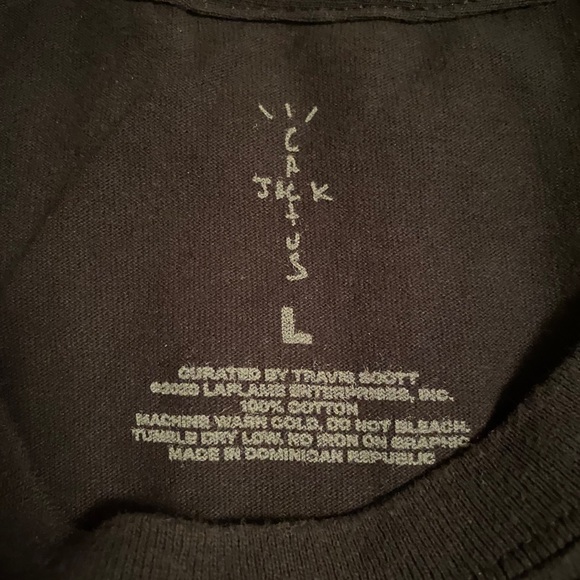 CACTUS
JACK
L
CURATED BY TRAVIS SCOTT
©2020 LAFLAME ENTERPRISES, INC.
100% COTTON
MACHINE WASH COLD, DO NOT BLEACH.
TUMBLE DRY LOW. NO IRON ON GRAPHIC
MADE IN DOMINICAN REPUBLIC